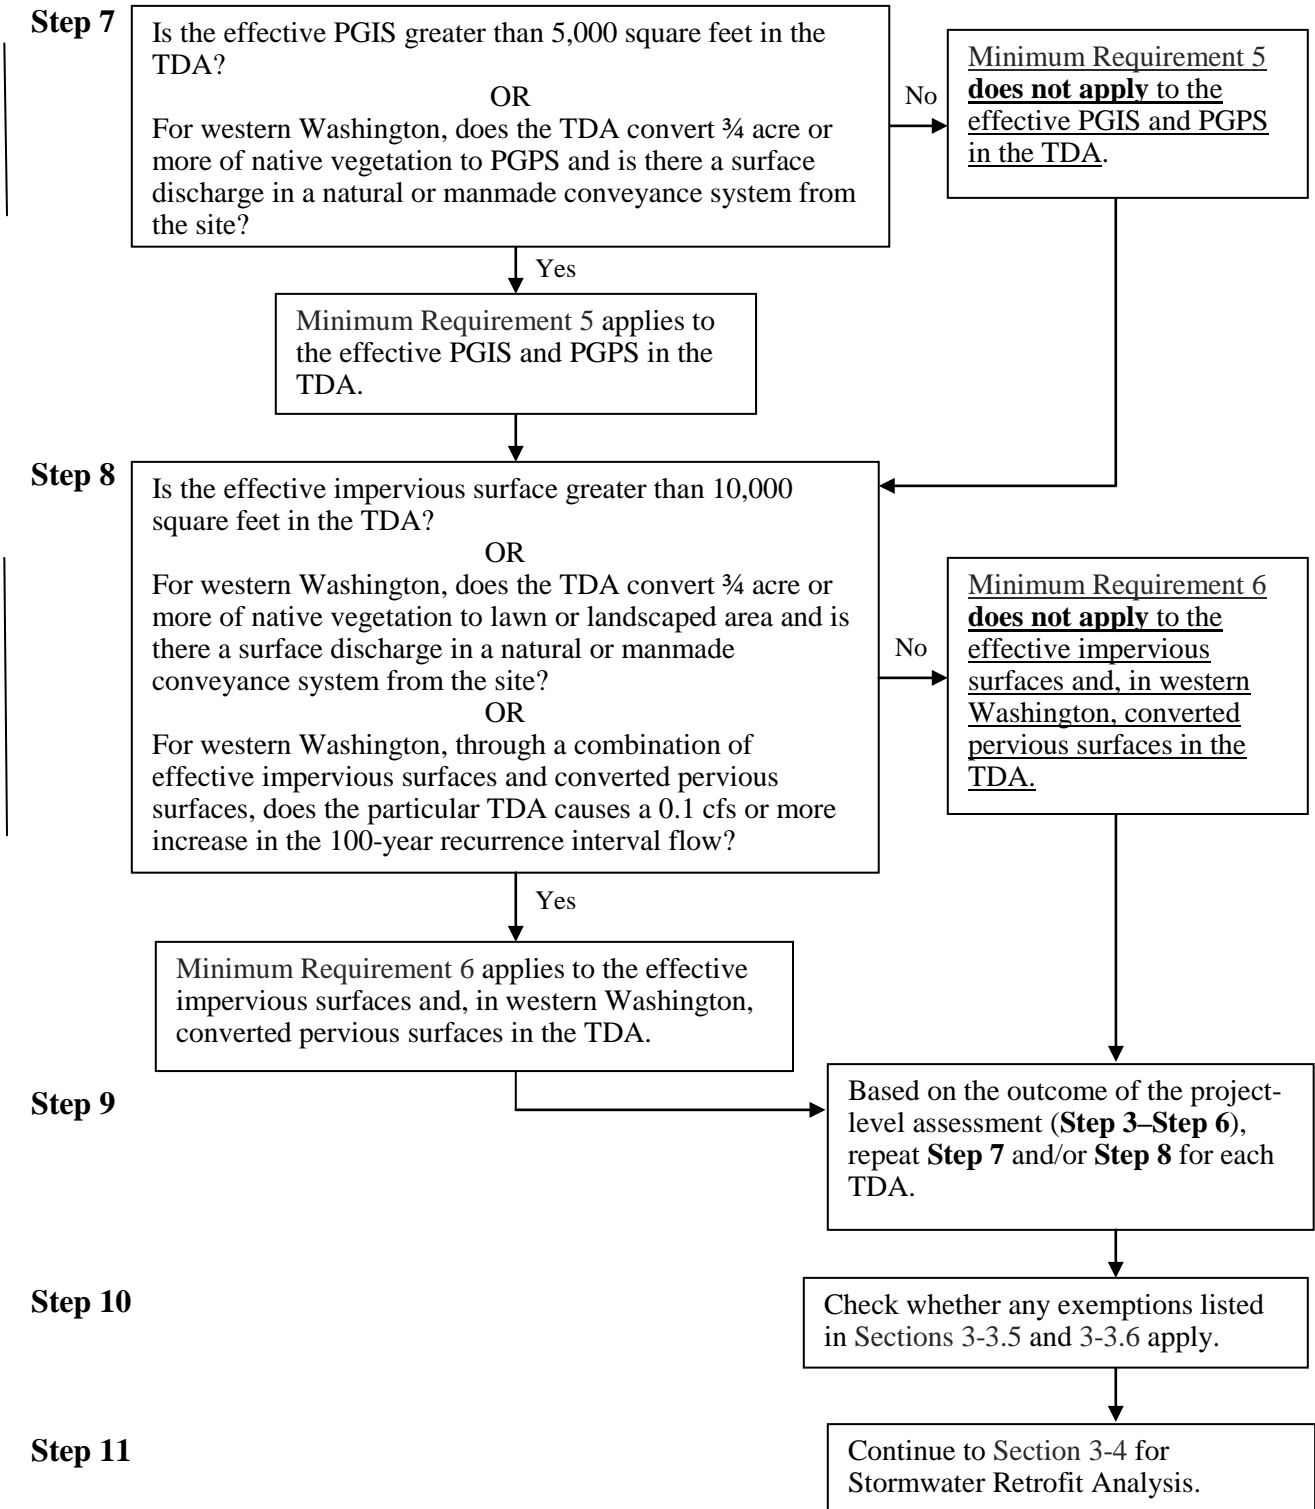 Step 7
Is the effective PGIS greater than 5,000 square feet in the
TDA?
OR
For western Washington, does the TDA convert ¾ acre or
more of native vegetation to PGPS and is there a surface
discharge in a natural or manmade conveyance system from
the site?
No
Minimum Requirement 5
does not apply to the
effective PGIS and PGPS
in the TDA.
Yes
Minimum Requirement 5 applies to
the effective PGIS and PGPS in the
TDA.
Step 8
Is the effective impervious surface greater than 10,000
square feet in the TDA?
OR
For western Washington, does the TDA convert ¾ acre or
more of native vegetation to lawn or landscaped area and is
there a surface discharge in a natural or manmade
conveyance system from the site?
OR
For western Washington, through a combination of
effective impervious surfaces and converted pervious
surfaces, does the particular TDA causes a 0.1 cfs or more
increase in the 100-year recurrence interval flow?
No
Minimum Requirement 6
does not apply to the
effective impervious
surfaces and, in western
Washington, converted
pervious surfaces in the
TDA.
Yes
Minimum Requirement 6 applies to the effective
impervious surfaces and, in western Washington,
converted pervious surfaces in the TDA.
Step 9
Based on the outcome of the project-
level assessment (Step 3–Step 6),
repeat Step 7 and/or Step 8 for each
TDA.
Step 10
Check whether any exemptions listed
in Sections 3-3.5 and 3-3.6 apply.
Step 11
Continue to Section 3-4 for
Stormwater Retrofit Analysis.